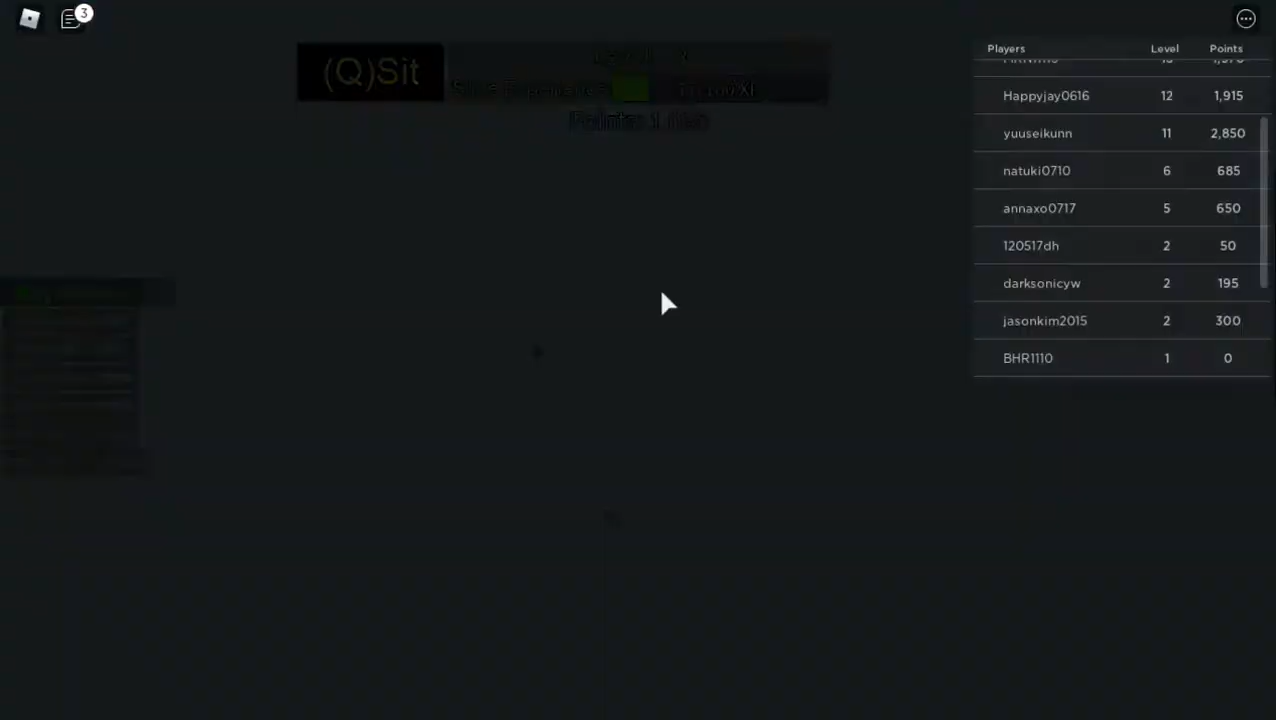 3
Players Level Points
Happyjay0616 12 1,915
yuuseikunn 11 2,850
natuki0710 6 685
annaxo0717 5 650
120517dh 2 50
darksonicyw 2 195
jasonkim2015 2 300
BHR1110 1 0
(Q)Sit